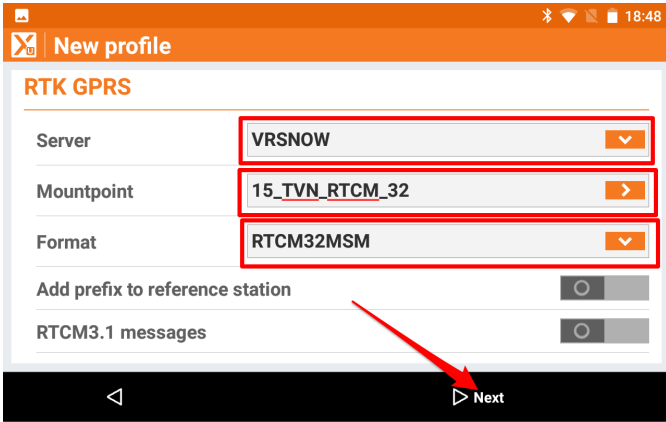 18:48
New profile
RTK GPRS
Server VRSNOW
Mountpoint 15_TVN_RTCM_32
Format RTCM32MSM
Add prefix to reference station
RTCM3.1 messages
Next